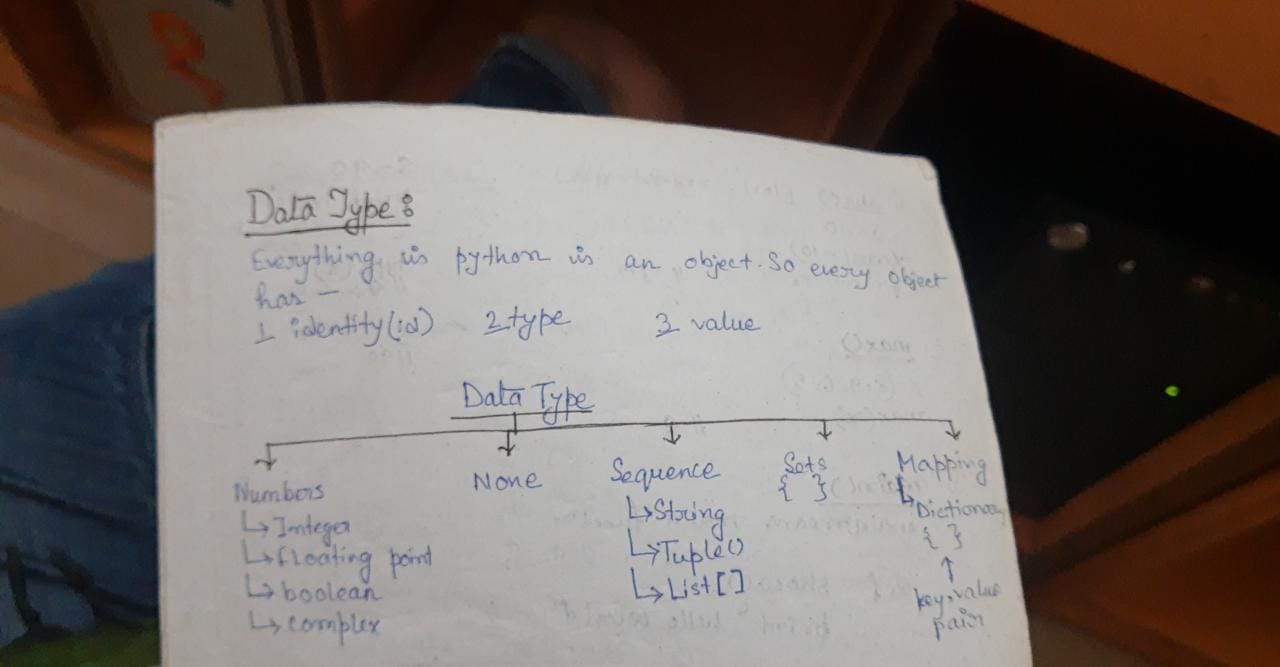 Data Type:
Everything is python is an object. So every object
has -
1 identity(id) 2 type 3 value
Data Type
Numbers None Sequence Sets Mapping
{ }
↳Integer ↳String ↳Dictionary
↳floating point ↳Tuple() { }
↳boolean ↳List[] ↑
↳complex key-value
pair